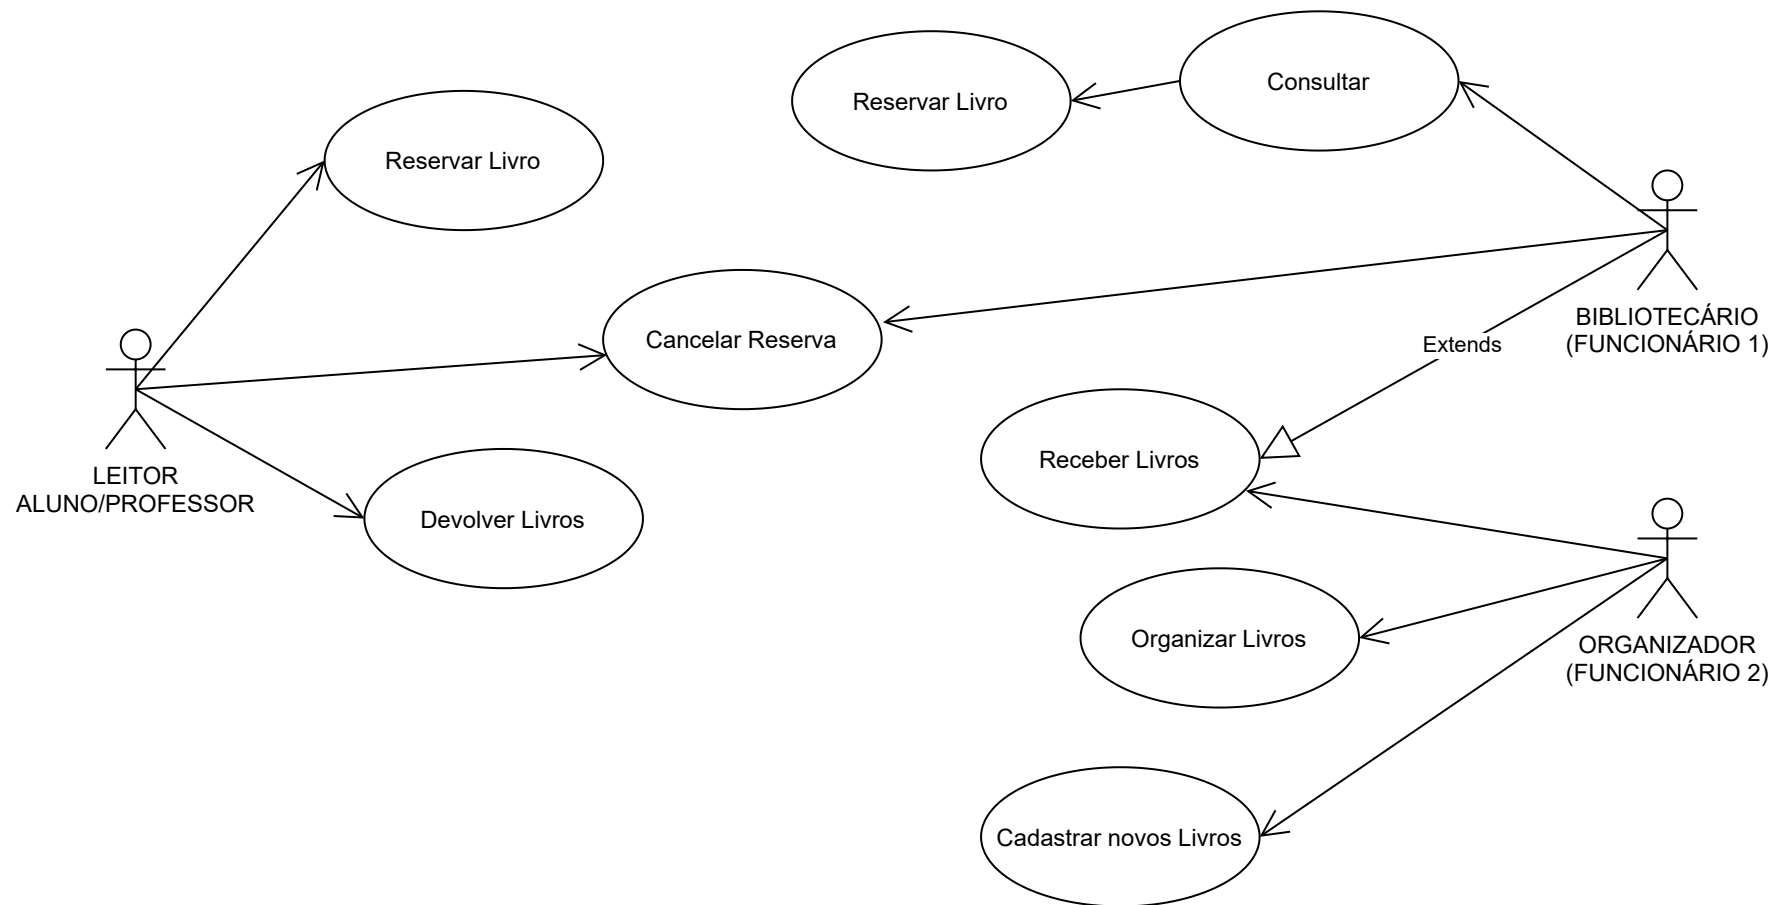 Consultar
Reservar Livro
Reservar Livro
BIBLIOTECÁRIO
(FUNCIONÁRIO 1)
Cancelar Reserva
Extends
LEITOR
ALUNO/PROFESSOR
Receber Livros
Devolver Livros
Organizar Livros
ORGANIZADOR
(FUNCIONÁRIO 2)
Cadastrar novos Livros